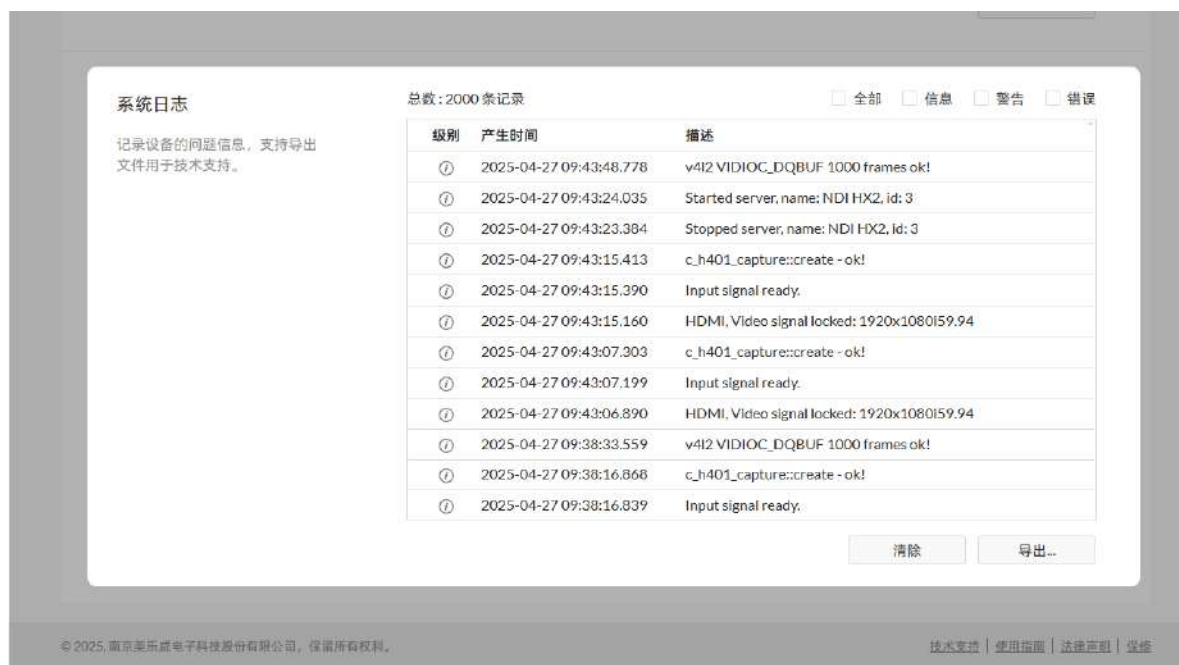 系统日志
记录设备的问题信息，支持导出
文件用于技术支持。
总数：2000 条记录
全部 信息 警告 错误
级别 产生时间 描述
2025-04-27 09:43:48.778 v4l2 VIDIOC_DQBUF 1000 frames ok!
2025-04-27 09:43:24.035 Started server, name: NDI HX2, id: 3
2025-04-27 09:43:23.384 Stopped server, name: NDI HX2, id: 3
2025-04-27 09:43:15.413 c_h401_capture::create - ok!
2025-04-27 09:43:15.390 Input signal ready.
2025-04-27 09:43:15.160 HDMI, Video signal locked: 1920x1080i59.94
2025-04-27 09:43:07.303 c_h401_capture::create - ok!
2025-04-27 09:43:07.199 Input signal ready.
2025-04-27 09:43:06.890 HDMI, Video signal locked: 1920x1080i59.94
2025-04-27 09:38:33.559 v4l2 VIDIOC_DQBUF 1000 frames ok!
2025-04-27 09:38:16.868 c_h401_capture::create - ok!
2025-04-27 09:38:16.839 Input signal ready.
清除 导出...
© 2025, 南京美乐威电子科技股份有限公司，保留所有权利。
技术支持 | 使用指南 | 法律声明 | 保修